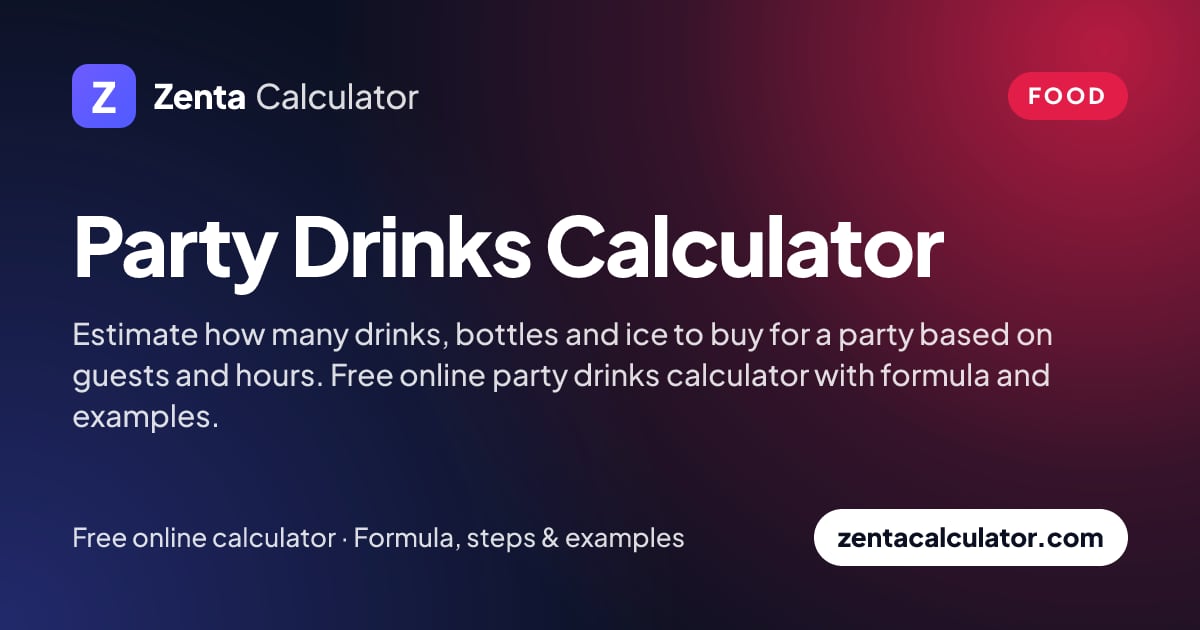 Z
Zenta Calculator
FOOD
Party Drinks Calculator
Estimate how many drinks, bottles and ice to buy for a party based on
guests and hours. Free online party drinks calculator with formula and
examples.
Free online calculator · Formula, steps & examples
zentacalculator.com